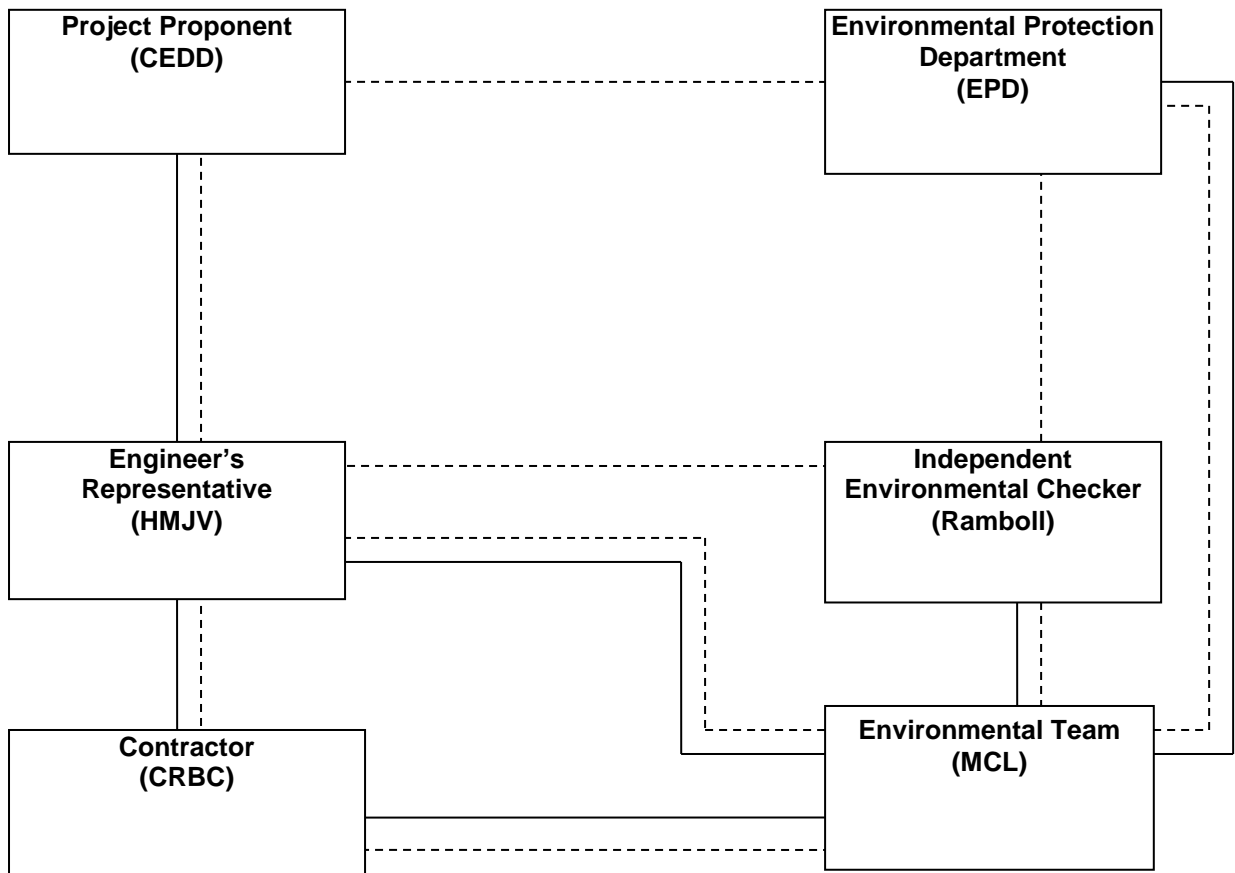 Project Proponent
(CEDD)
Environmental Protection
Department
(EPD)
Engineer’s
Representative
(HMJV)
Independent
Environmental Checker
(Ramboll)
Contractor
(CRBC)
Environmental Team
(MCL)